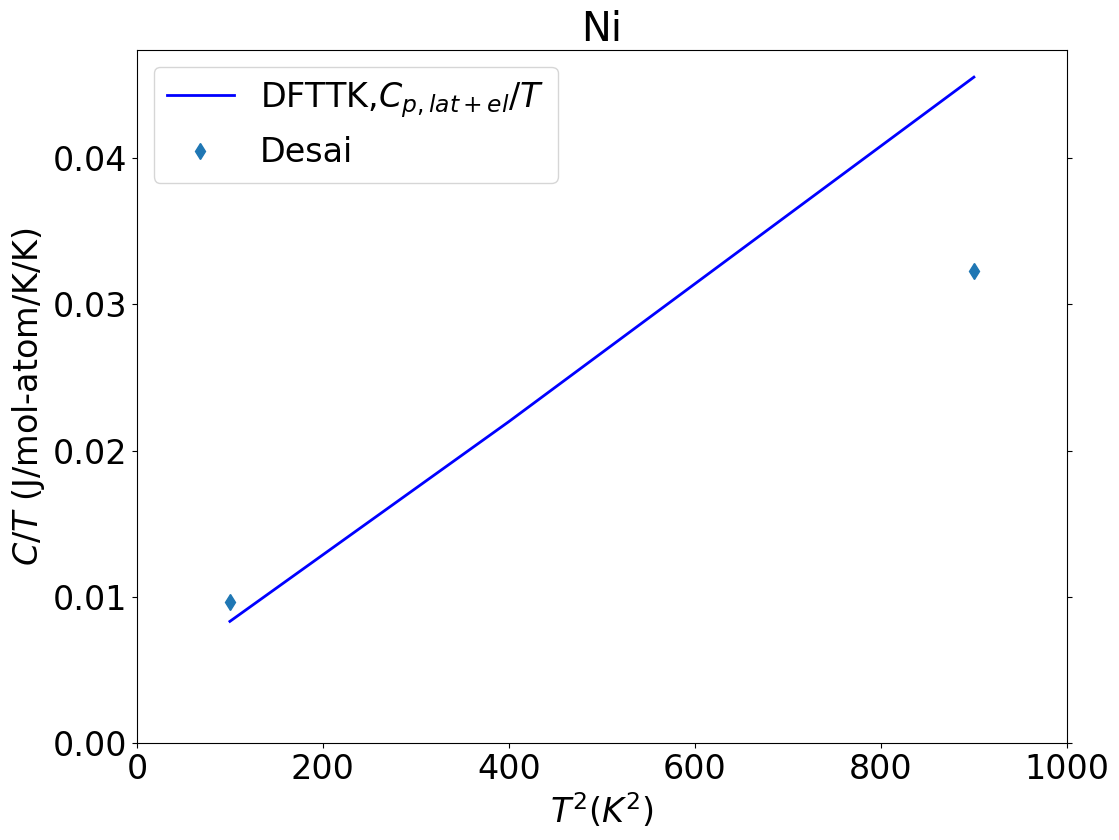 Ni
DFTTK,$C_{p,lat+el}/T$
Desai
C/T (J/mol-atom/K/K)
0.04
0.03
0.02
0.01
0.00
0 200 400 600 800 1000
$T^2(K^2)$